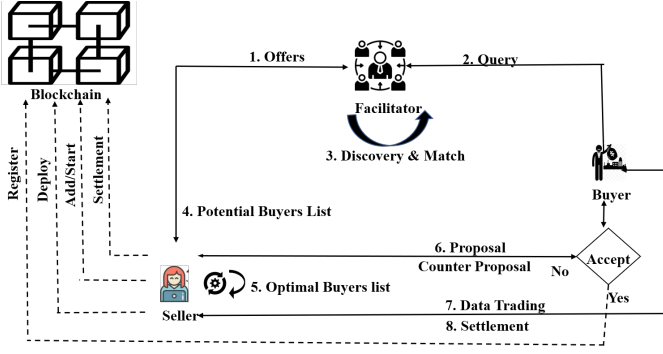 1. Offers
2. Query
Blockchain
Facilitator
3. Discovery & Match
Register
Deploy
Add/Start
Settlement
Buyer
4. Potential Buyers List
6. Proposal
Counter Proposal
No
Accept
Yes
5. Optimal Buyers list
Seller
7. Data Trading
8. Settlement